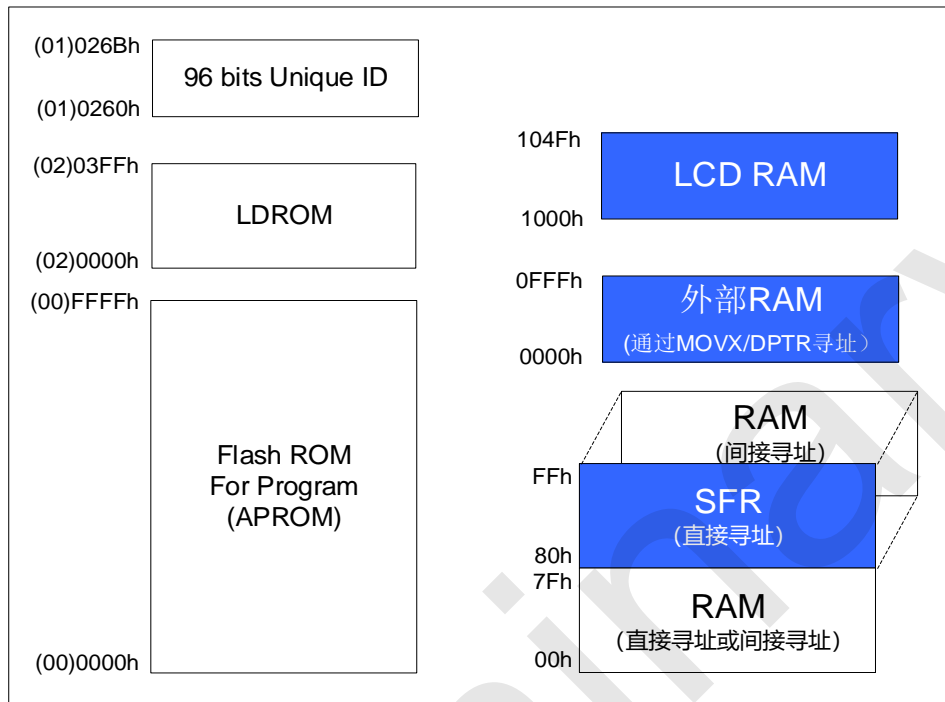 (01)026Bh
96 bits Unique ID
(01)0260h
(02)03FFh
LDROM
(02)0000h
(00)FFFFh
Flash ROM
For Program
(APROM)
(00)0000h
104Fh
LCD RAM
1000h
0FFFh
外部RAM
(通过MOVX/DPTR寻址）
0000h
RAM
(间接寻址)
FFh
SFR
(直接寻址)
80h
7Fh
RAM
(直接寻址或间接寻址)
00h